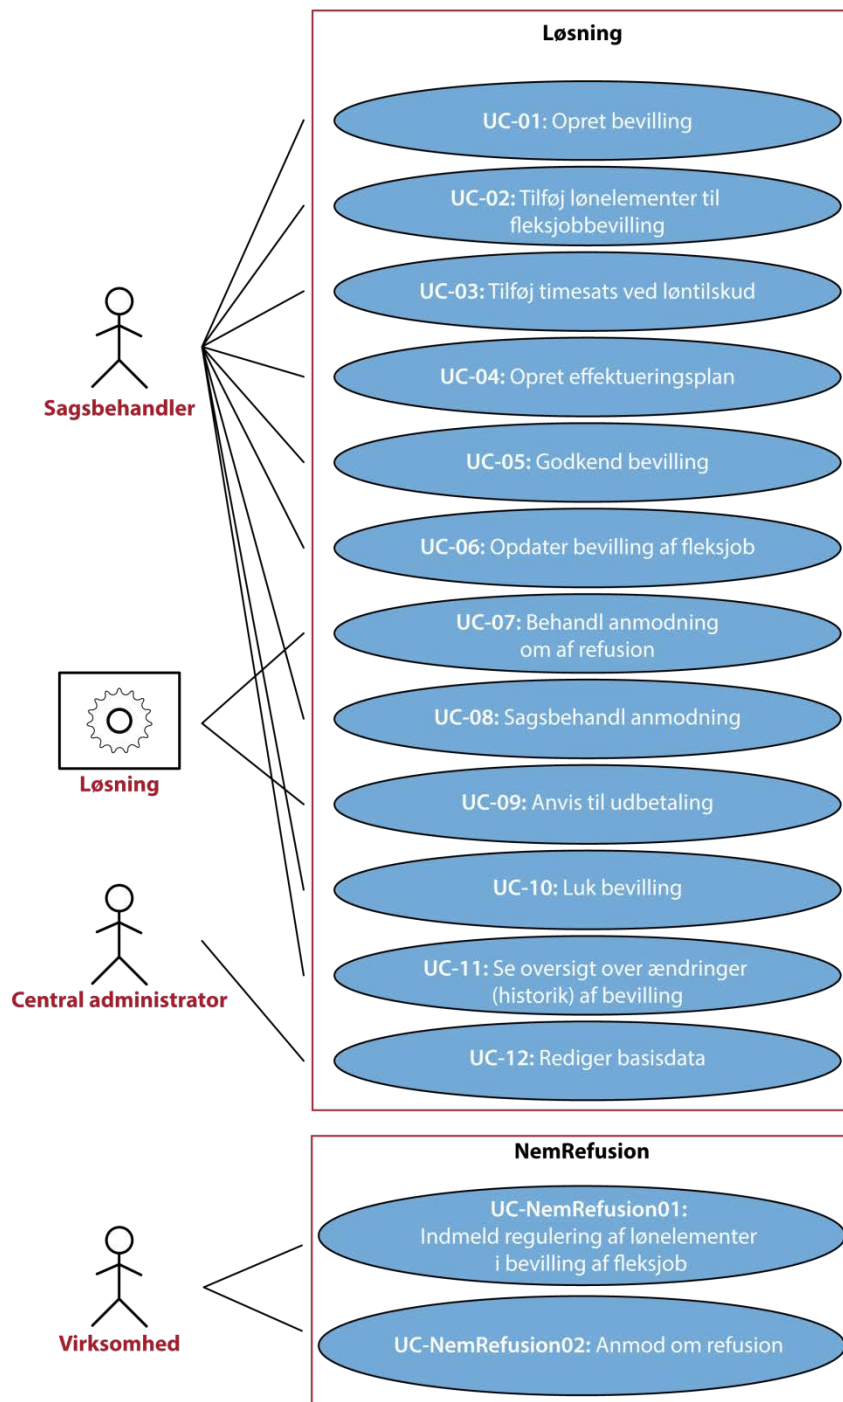 Løsning
UC-01: Opret bevilling
UC-02: Tilføj lønelementer til
fleksjobbevilling
UC-03: Tilføj timesats ved løntilskud
Sagsbehandler
UC-04: Opret effektueringsplan
UC-05: Godkend bevilling
UC-06: Opdater bevilling af fleksjob
UC-07: Behandl anmodning
om af refusion
UC-08: Sagsbehandl anmodning
Løsning
UC-09: Anvis til udbetaling
UC-10: Luk bevilling
Central administrator
UC-11: Se oversigt over ændringer
(historik) af bevilling
UC-12: Rediger basisdata
NemRefusion
UC-NemRefusion01:
Indmeld regulering af lønelementer
i bevilling af fleksjob
Virksomhed
UC-NemRefusion02: Anmod om refusion